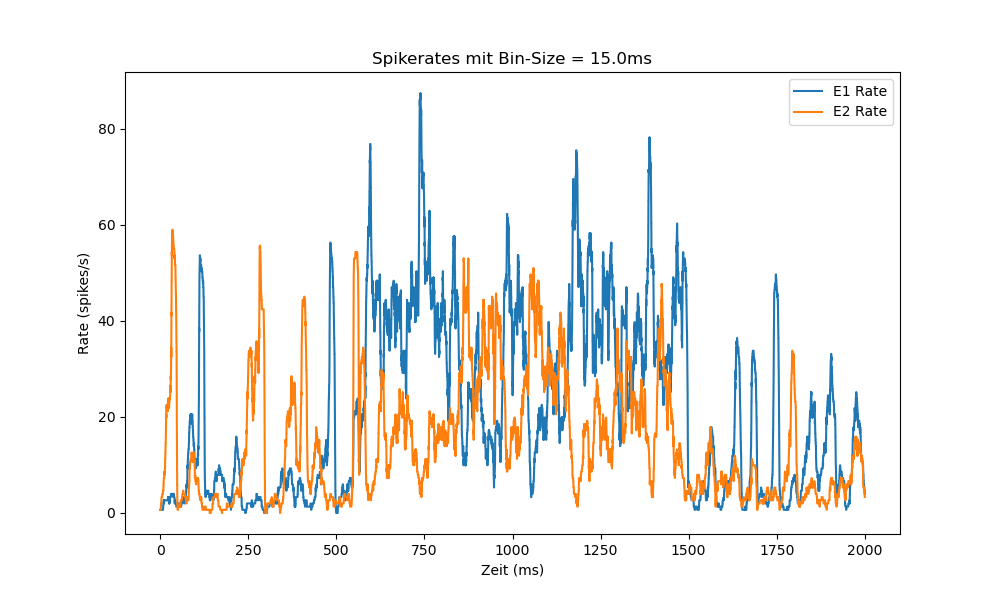 Spikerates mit Bin-Size = 15.0ms
E1 Rate
E2 Rate
Rate (spikes/s)
80
60
40
20
0
0 250 500 750 1000 1250 1500 1750 2000
Zeit (ms)